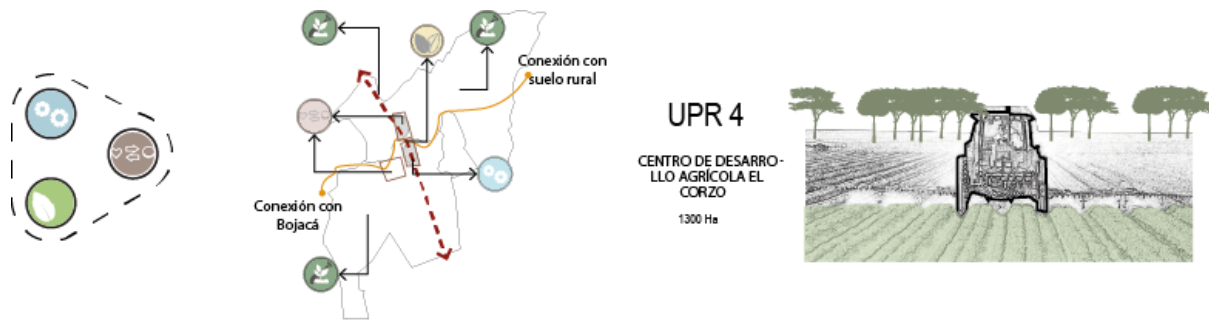 Conexión con
suelo rural
Conexión con
Bojacá
UPR 4
CENTRO DE DESARRO-
LLO AGRÍCOLA EL
CORZO
1300 Ha